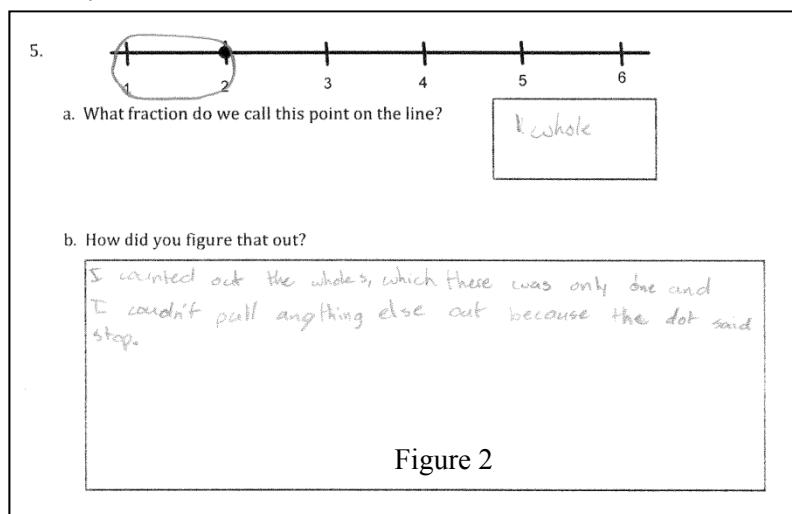 5.
1 2 3 4 5 6
a. What fraction do we call this point on the line?
1 whole
b. How did you figure that out?
I counted out the wholes, which there was only one and
I coudn't pull angthing else out because the dot said
stop.
Figure 2